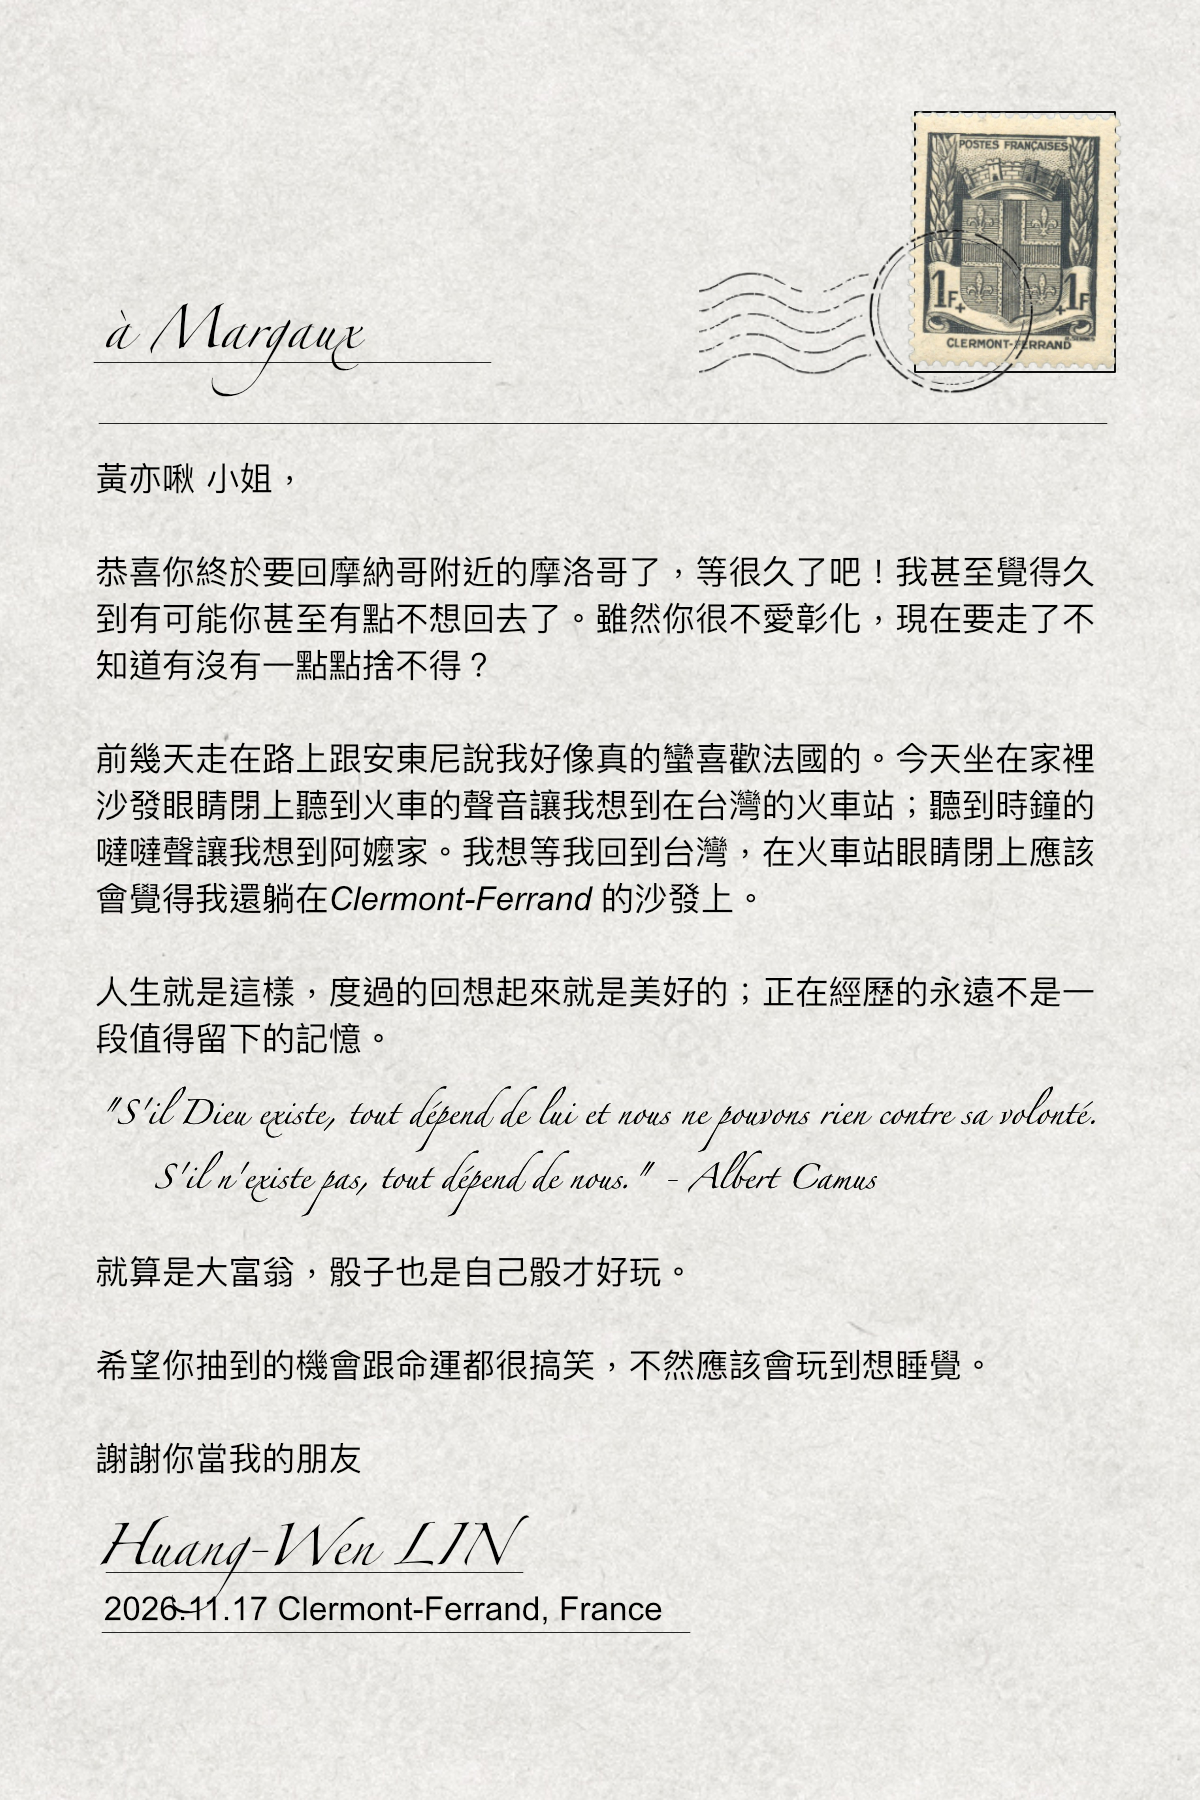 POSTES FRANÇAISES
1F+
+1F
CLERMONT-FERRAND
à Margaux
黃亦啾 小姐，
恭喜你終於要回摩納哥附近的摩洛哥了，等很久了吧！我甚至覺得久
到有可能你甚至有點不想回去了。雖然你很不愛彰化，現在要走了不
知道有沒有一點點捨不得？
前幾天走在路上跟安東尼說我好像真的蠻喜歡法國的。今天坐在家裡
沙發眼睛閉上聽到火車的聲音讓我想到在台灣的火車站；聽到時鐘的
噠噠聲讓我想到阿嬤家。我想等我回到台灣，在火車站眼睛閉上應該
會覺得我還躺在Clermont-Ferrand 的沙發上。
人生就是這樣，度過的回想起來就是美好的；正在經歷的永遠不是一
段值得留下的記憶。
"S'il Dieu existe, tout dépend de lui et nous ne pouvons rien contre sa volonté.
S'il n'existe pas, tout dépend de nous." - Albert Camus
就算是大富翁，骰子也是自己骰才好玩。
希望你抽到的機會跟命運都很搞笑，不然應該會玩到想睡覺。
謝謝你當我的朋友
Huang-Wen LIN
2026.11.17 Clermont-Ferrand, France